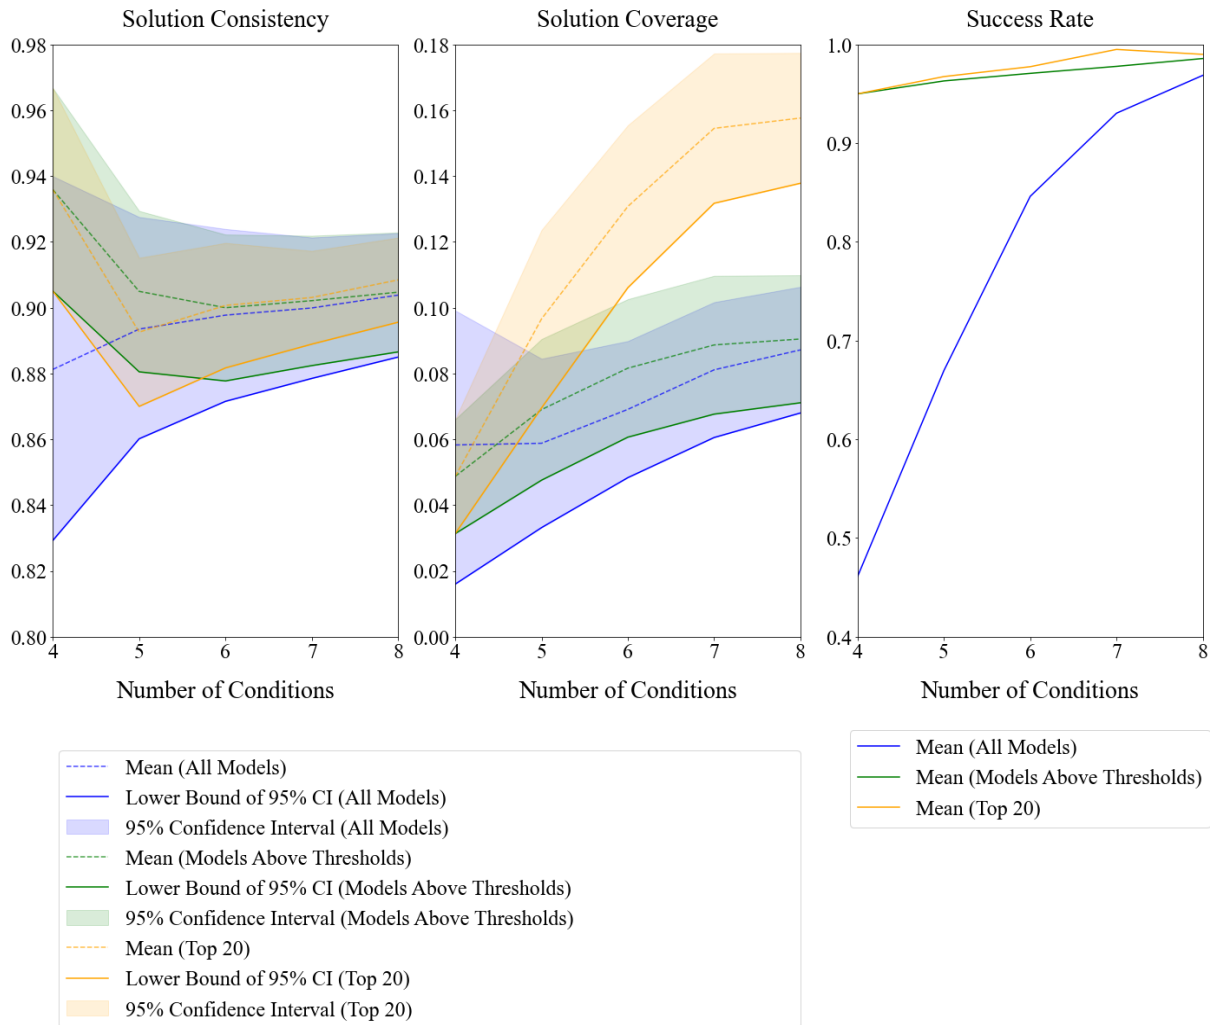 Solution Consistency
0.98
0.96
0.94
0.92
0.90
0.88
0.86
0.84
0.82
0.80
4 5 6 7 8
Number of Conditions
Solution Coverage
0.18
0.16
0.14
0.12
0.10
0.08
0.06
0.04
0.02
0.00
4 5 6 7 8
Number of Conditions
Success Rate
1.0
0.9
0.8
0.7
0.6
0.5
0.4
4 5 6 7 8
Number of Conditions
Mean (All Models)
Lower Bound of 95% CI (All Models)
95% Confidence Interval (All Models)
Mean (Models Above Thresholds)
Lower Bound of 95% CI (Models Above Thresholds)
95% Confidence Interval (Models Above Thresholds)
Mean (Top 20)
Lower Bound of 95% CI (Top 20)
95% Confidence Interval (Top 20)
Mean (All Models)
Mean (Models Above Thresholds)
Mean (Top 20)